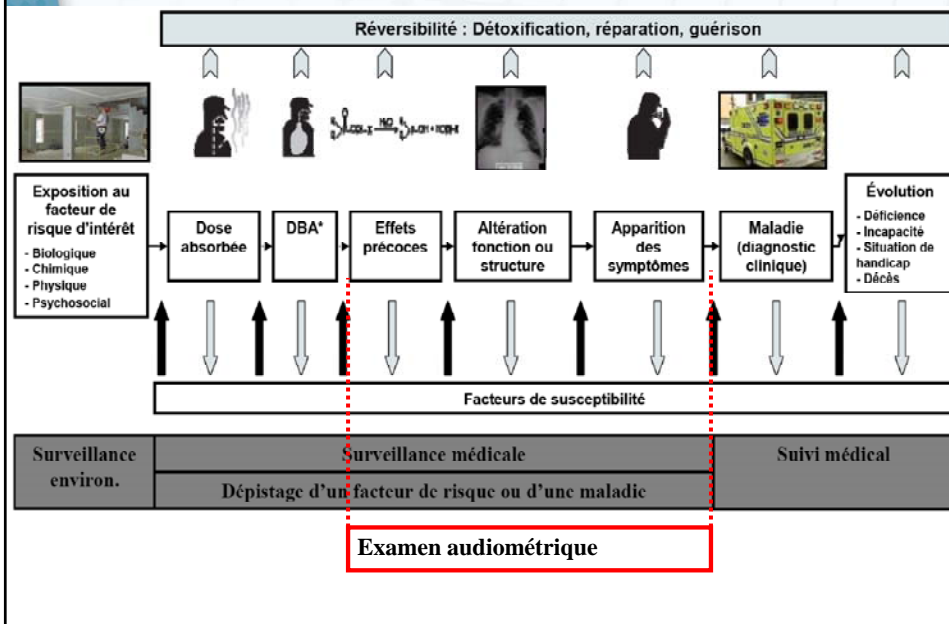 Réversibilité : Détoxification, réparation, guérison
Exposition au
facteur de
risque d'intérêt
- Biologique
- Chimique
- Physique
- Psychosocial
Dose
absorbée
DBA*
Effets
précoces
Altération
fonction ou
structure
Apparition
des
symptômes
Maladie
(diagnostic
clinique)
Évolution
- Déficience
- Incapacité
- Situation de
handicap
- Décès
Facteurs de susceptibilité
Surveillance
environ.
Surveillance médicale
Suivi médical
Dépistage d'un facteur de risque ou d'une maladie
Examen audiométrique